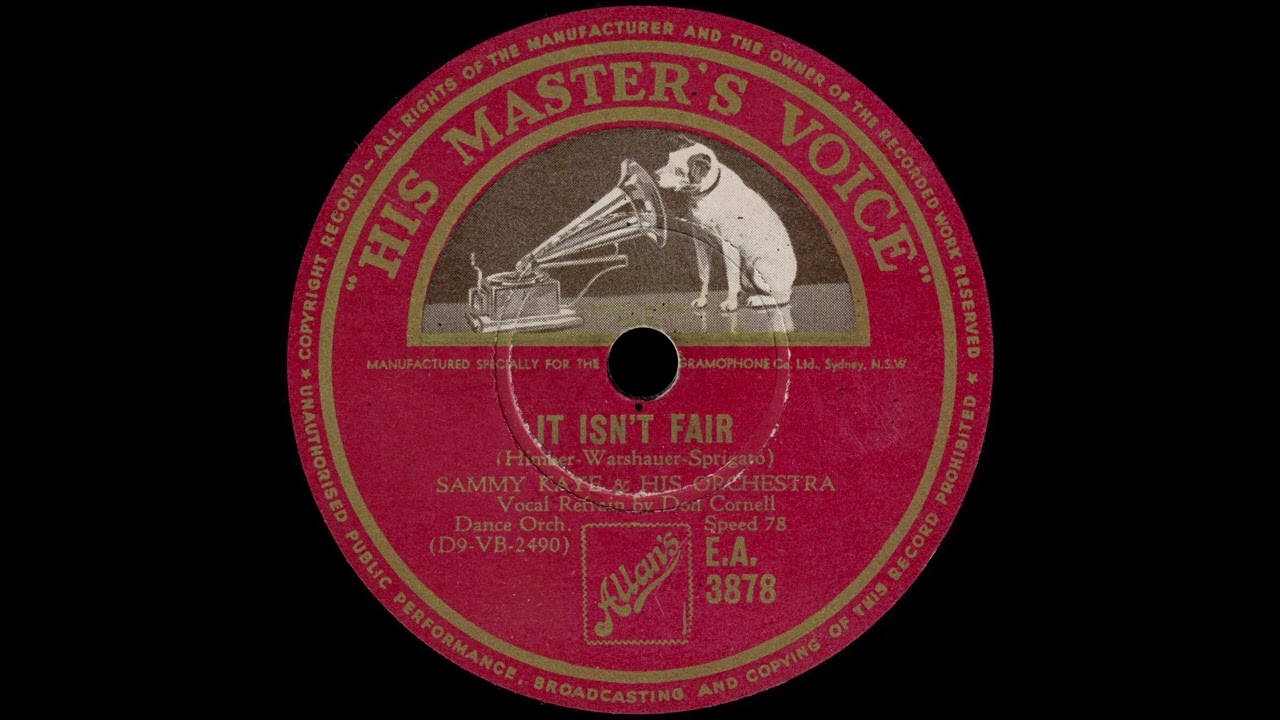 ★ COPYRIGHT RECORD – ALL RIGHTS OF THE MANUFACTURER AND THE OWNER OF THE RECORDED WORK RESERVED ★
"HIS MASTER'S VOICE"
MANUFACTURED SPECIALLY FOR THE GRAMOPHONE Co. Ltd., Sydney, N.S.W
IT ISN'T FAIR
(Himber-Warshauer-Sprigato)
SAMMY KAYE & HIS ORCHESTRA
Vocal Refrain by Don Cornell
Dance Orch. Speed 78
(D9-VB-2490) E.A.
3878
Allan's
UNAUTHORISED PUBLIC PERFORMANCE, BROADCASTING AND COPYING OF THIS RECORD PROHIBITED